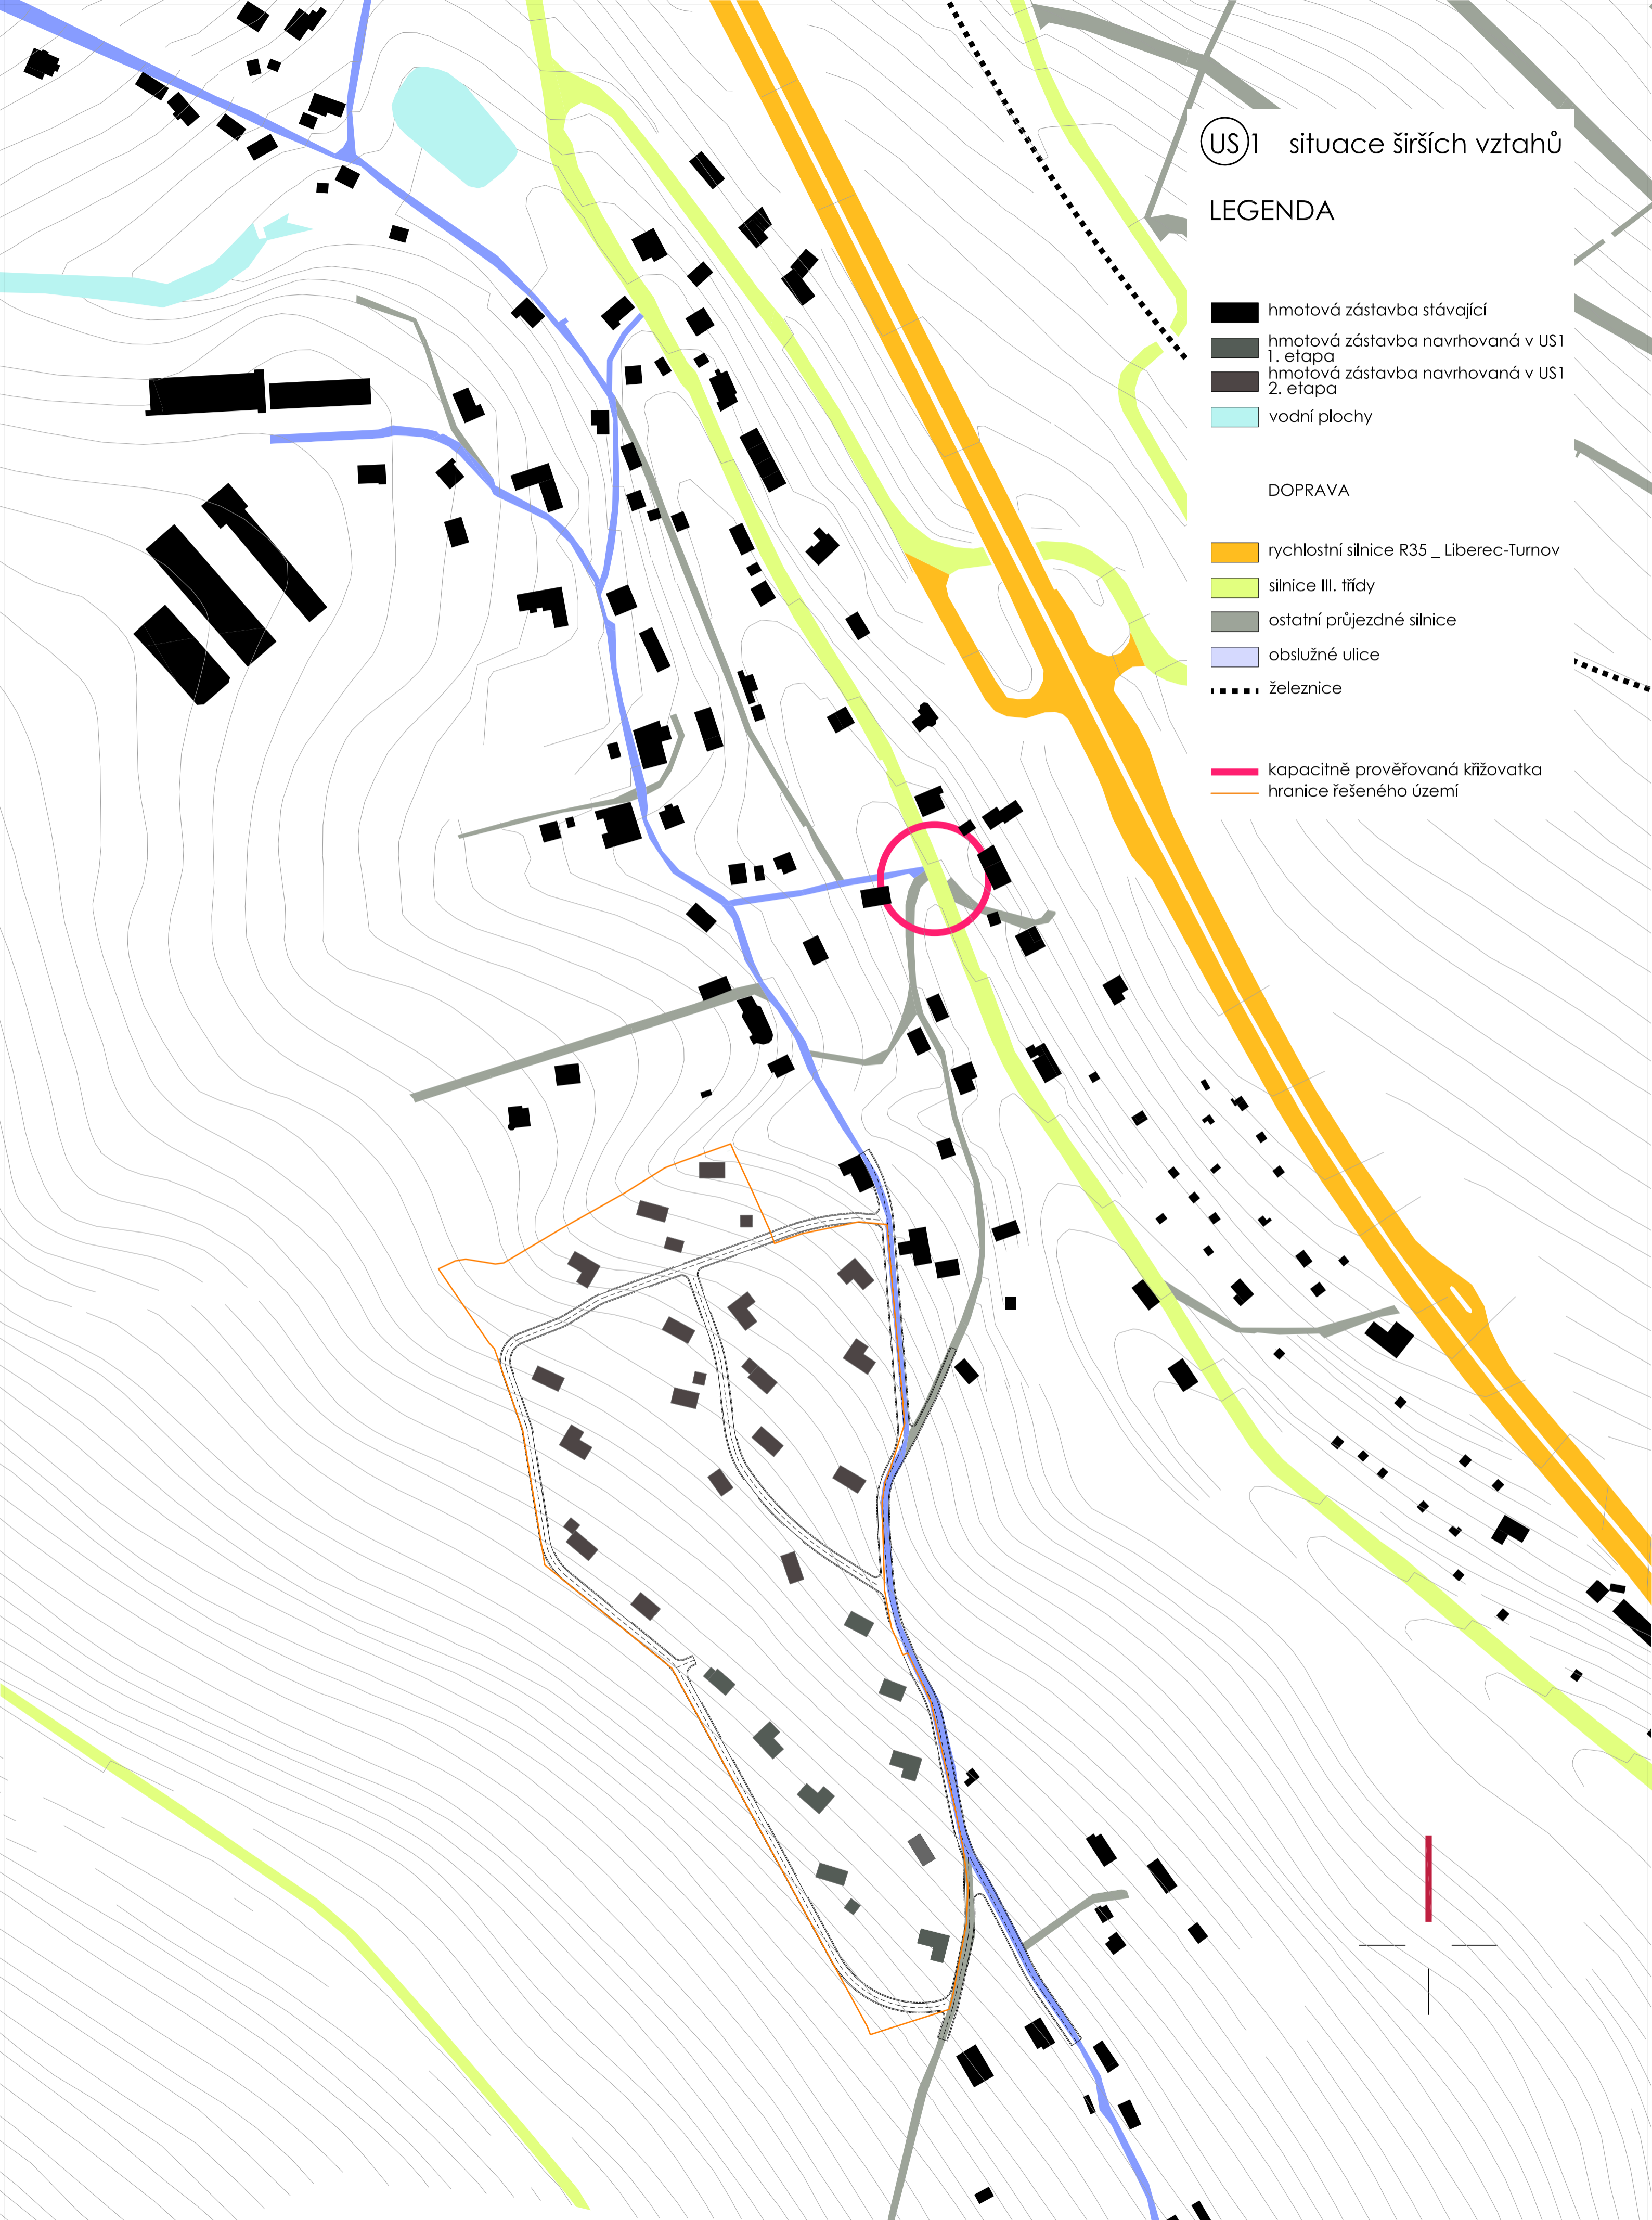 US1 situace širších vztahů
LEGENDA
hmotová zástavba stávající
hmotová zástavba navrhovaná v US1
1. etapa
hmotová zástavba navrhovaná v US1
2. etapa
vodní plochy
DOPRAVA
rychlostní silnice R35 _ Liberec-Turnov
silnice III. třídy
ostatní průjezdné silnice
obslužné ulice
železnice
kapacitně prověřovaná křižovatka
hranice řešeného území